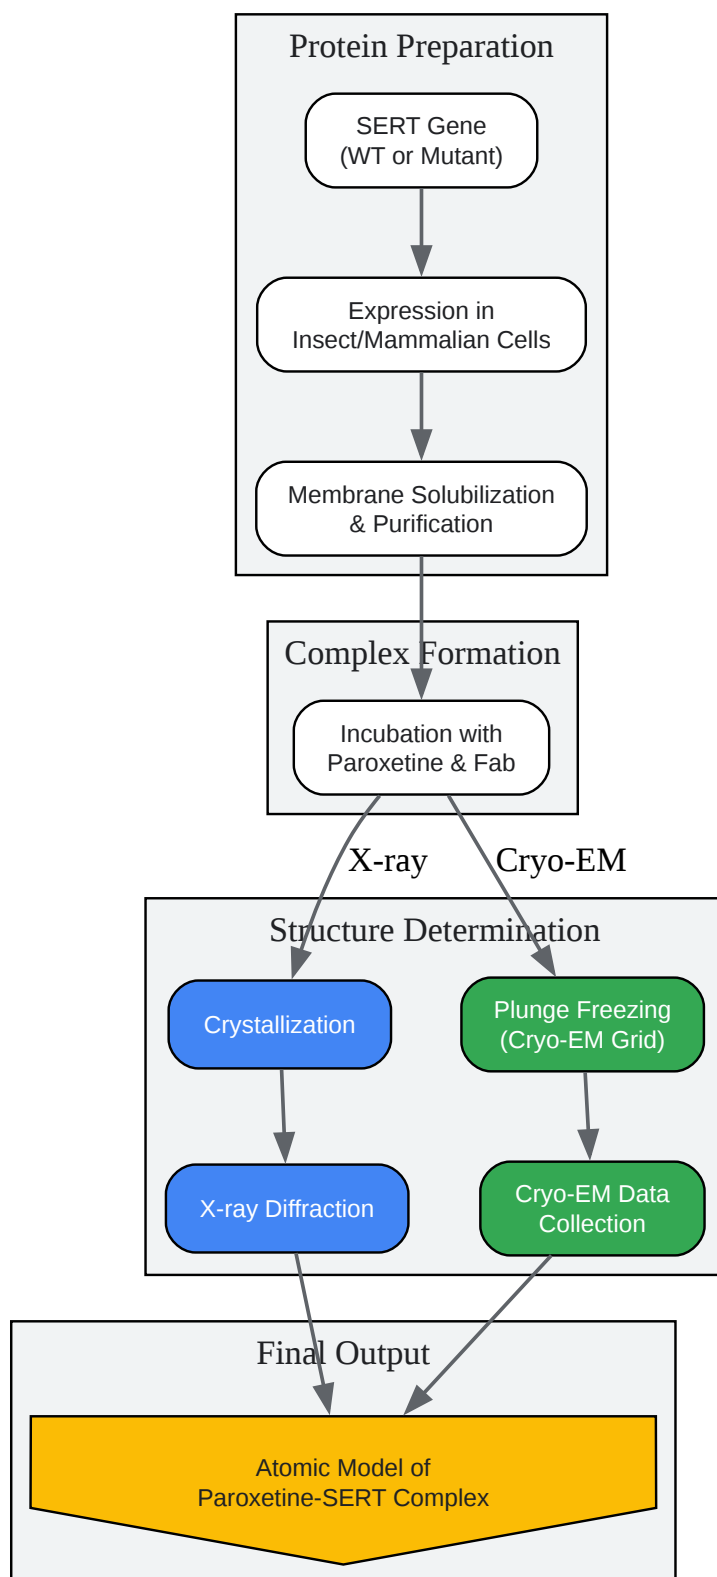 Protein Preparation
SERT Gene
(WT or Mutant)
Expression in
Insect/Mammalian Cells
Membrane Solubilization
& Purification
Complex Formation
Incubation with
Paroxetine & Fab
X-ray
Cryo-EM
Structure Determination
Crystallization
Plunge Freezing
(Cryo-EM Grid)
X-ray Diffraction
Cryo-EM Data
Collection
Final Output
Atomic Model of
Paroxetine-SERT Complex